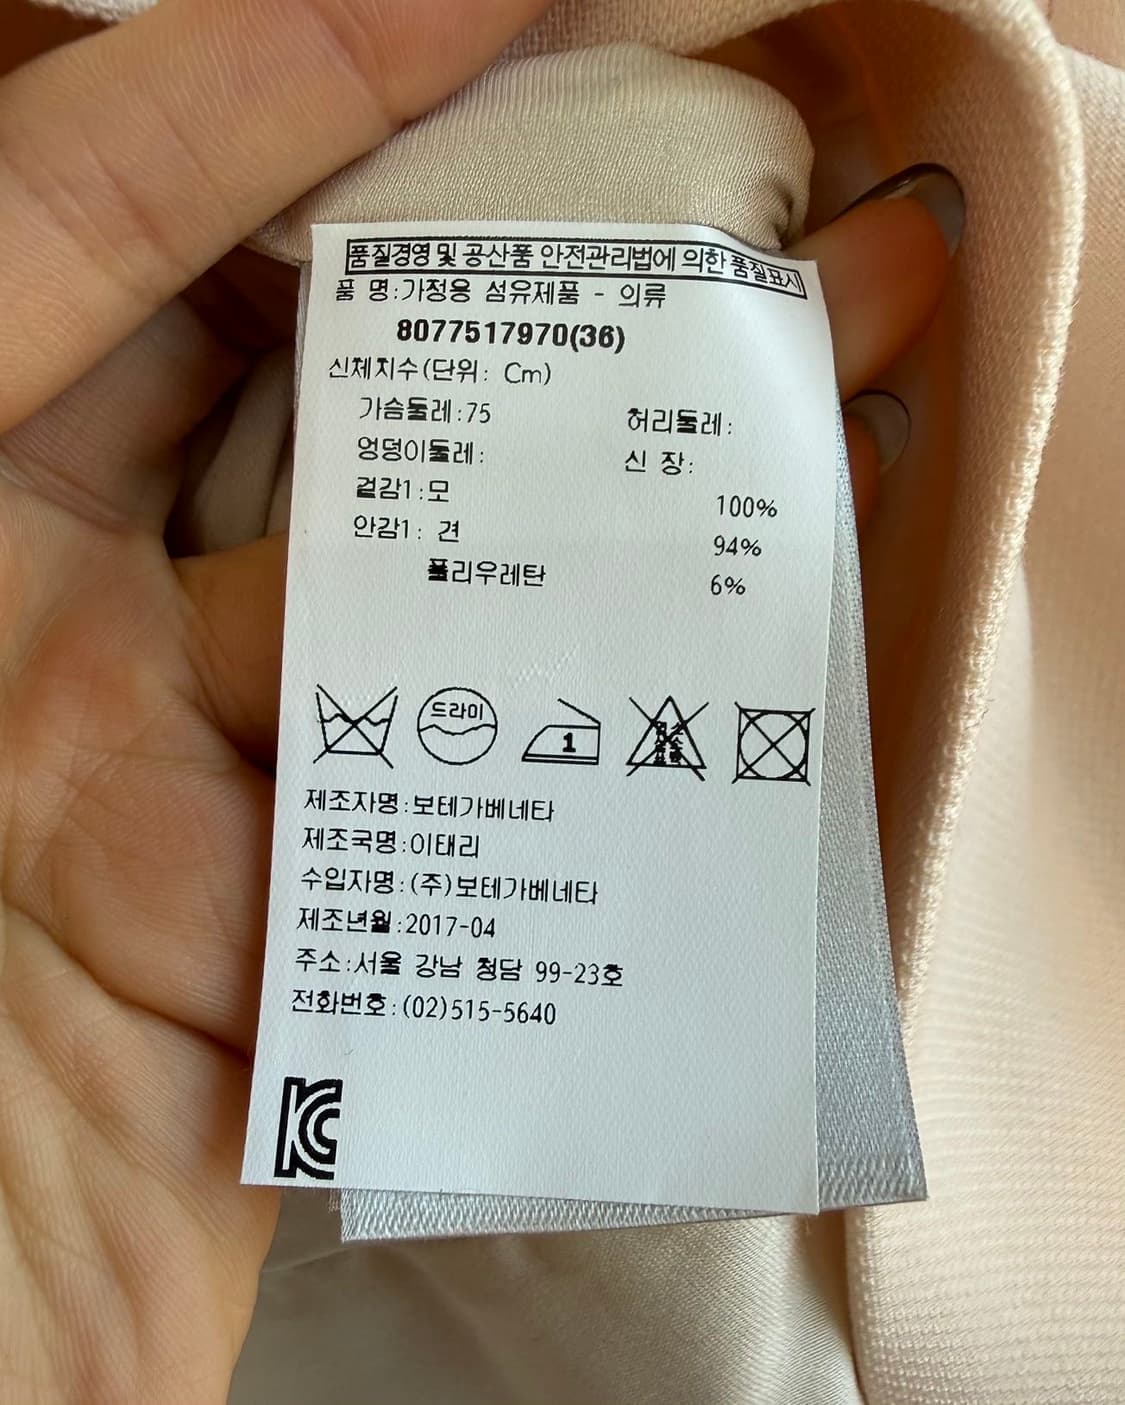 품질경영 및 공산품 안전관리법에 의한 품질표시
품 명:가정용 섬유제품 - 의류
8077517970(36)
신체치수(단위: Cm)
가슴둘레:75 허리둘레:
엉덩이둘레: 신 장:
겉감1:모 100%
안감1: 견 94%
폴리우레탄 6%
드라이 1
제조자명:보테가베네타
제조국명:이태리
수입자명:(주)보테가베네타
제조년월:2017-04
주소:서울 강남 청담 99-23호
전화번호:(02)515-5640
KC